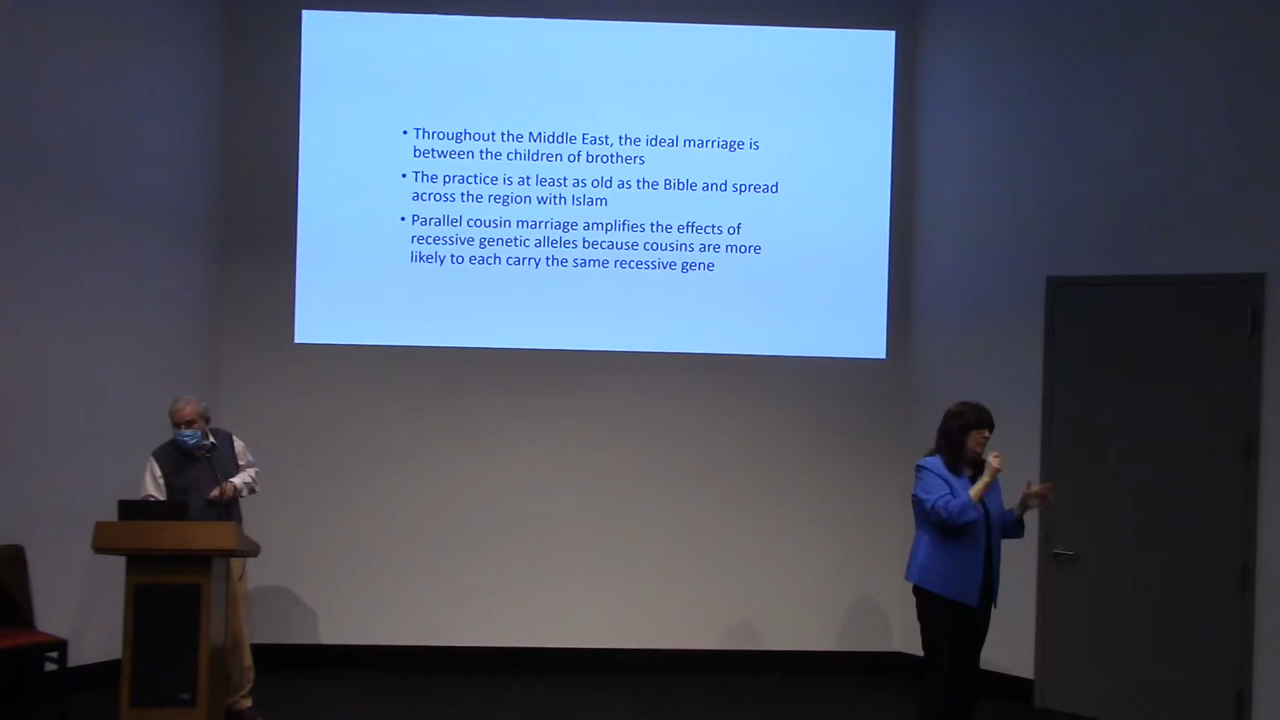 • Throughout the Middle East, the ideal marriage is
between the children of brothers
• The practice is at least as old as the Bible and spread
across the region with Islam
• Parallel cousin marriage amplifies the effects of
recessive genetic alleles because cousins are more
likely to each carry the same recessive gene